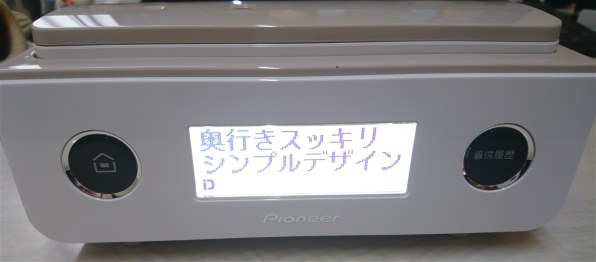 奥行きスッキリ
シンプルデザイン
D
着信履歴
Pioneer